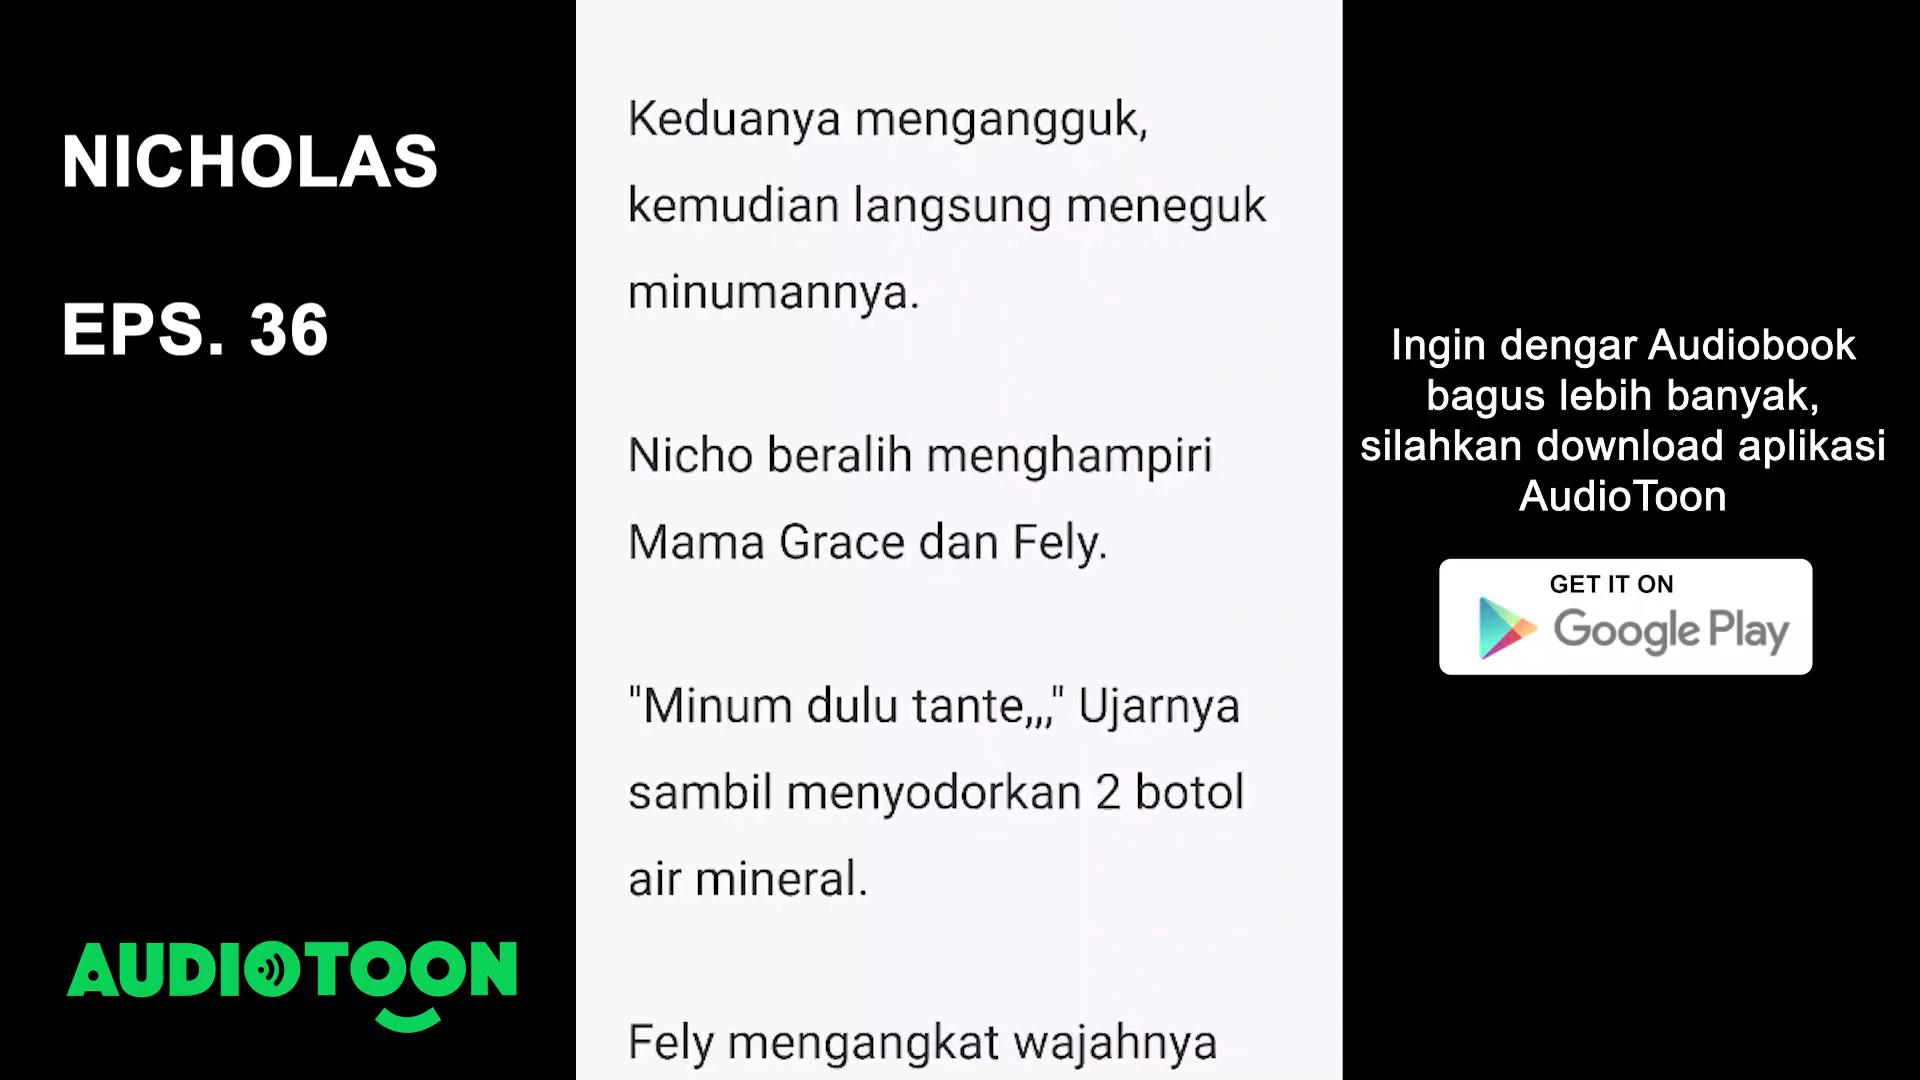 NICHOLAS
EPS. 36
AUDIOTOON
Keduanya mengangguk,
kemudian langsung meneguk
minumannya.
Nicho beralih menghampiri
Mama Grace dan Fely.
"Minum dulu tante,,," Ujarnya
sambil menyodorkan 2 botol
air mineral.
Fely mengangkat wajahnya
Ingin dengar Audiobook
bagus lebih banyak,
silahkan download aplikasi
AudioToon
GET IT ON
Google Play